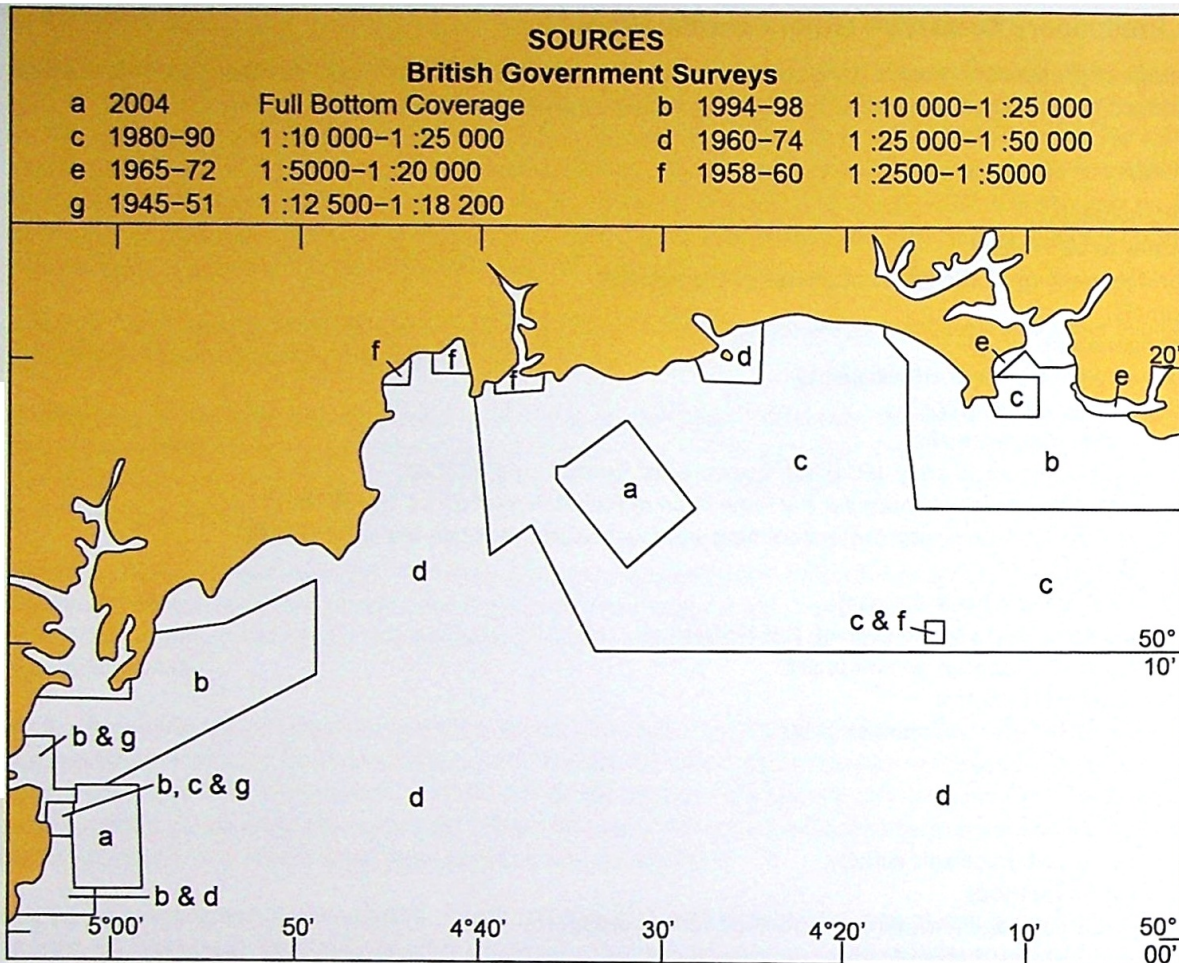 SOURCES
British Government Surveys
a 2004 Full Bottom Coverage b 1994–98 1 :10 000–1 :25 000
c 1980–90 1 :10 000–1 :25 000 d 1960–74 1 :25 000–1 :50 000
e 1965–72 1 :5000–1 :20 000 f 1958–60 1 :2500–1 :5000
g 1945–51 1 :12 500–1 :18 200
f f f d e 20'
c e
a c b
d c
c & f 50°
10'
b
b & g
b, c & g d d
a
b & d
5°00' 50' 4°40' 30' 4°20' 10' 50°
00'